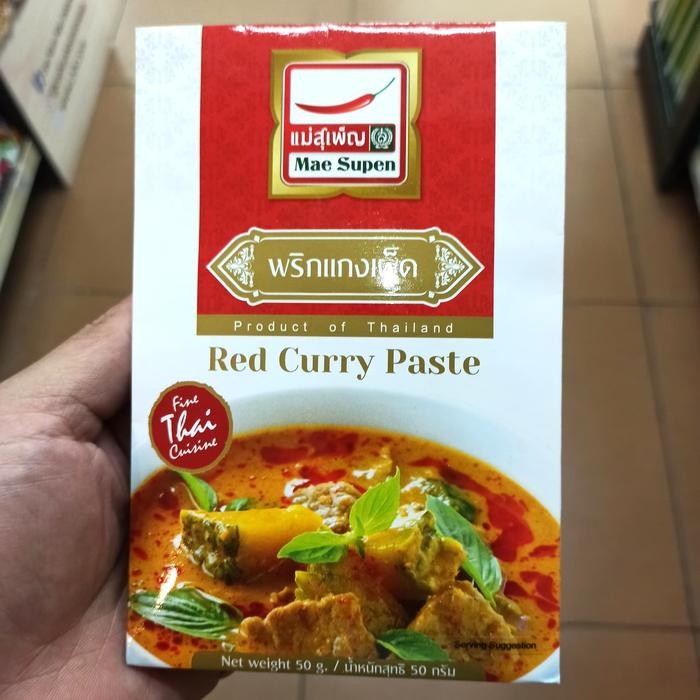 แม่สุเพ็ญ
Mae Supen
พริกแกงเผ็ด
Product of Thailand
Red Curry Paste
Fine
Thai
Cuisine
Serving Suggestion
Net weight 50 g. / น้ำหนักสุทธิ 50 กรัม